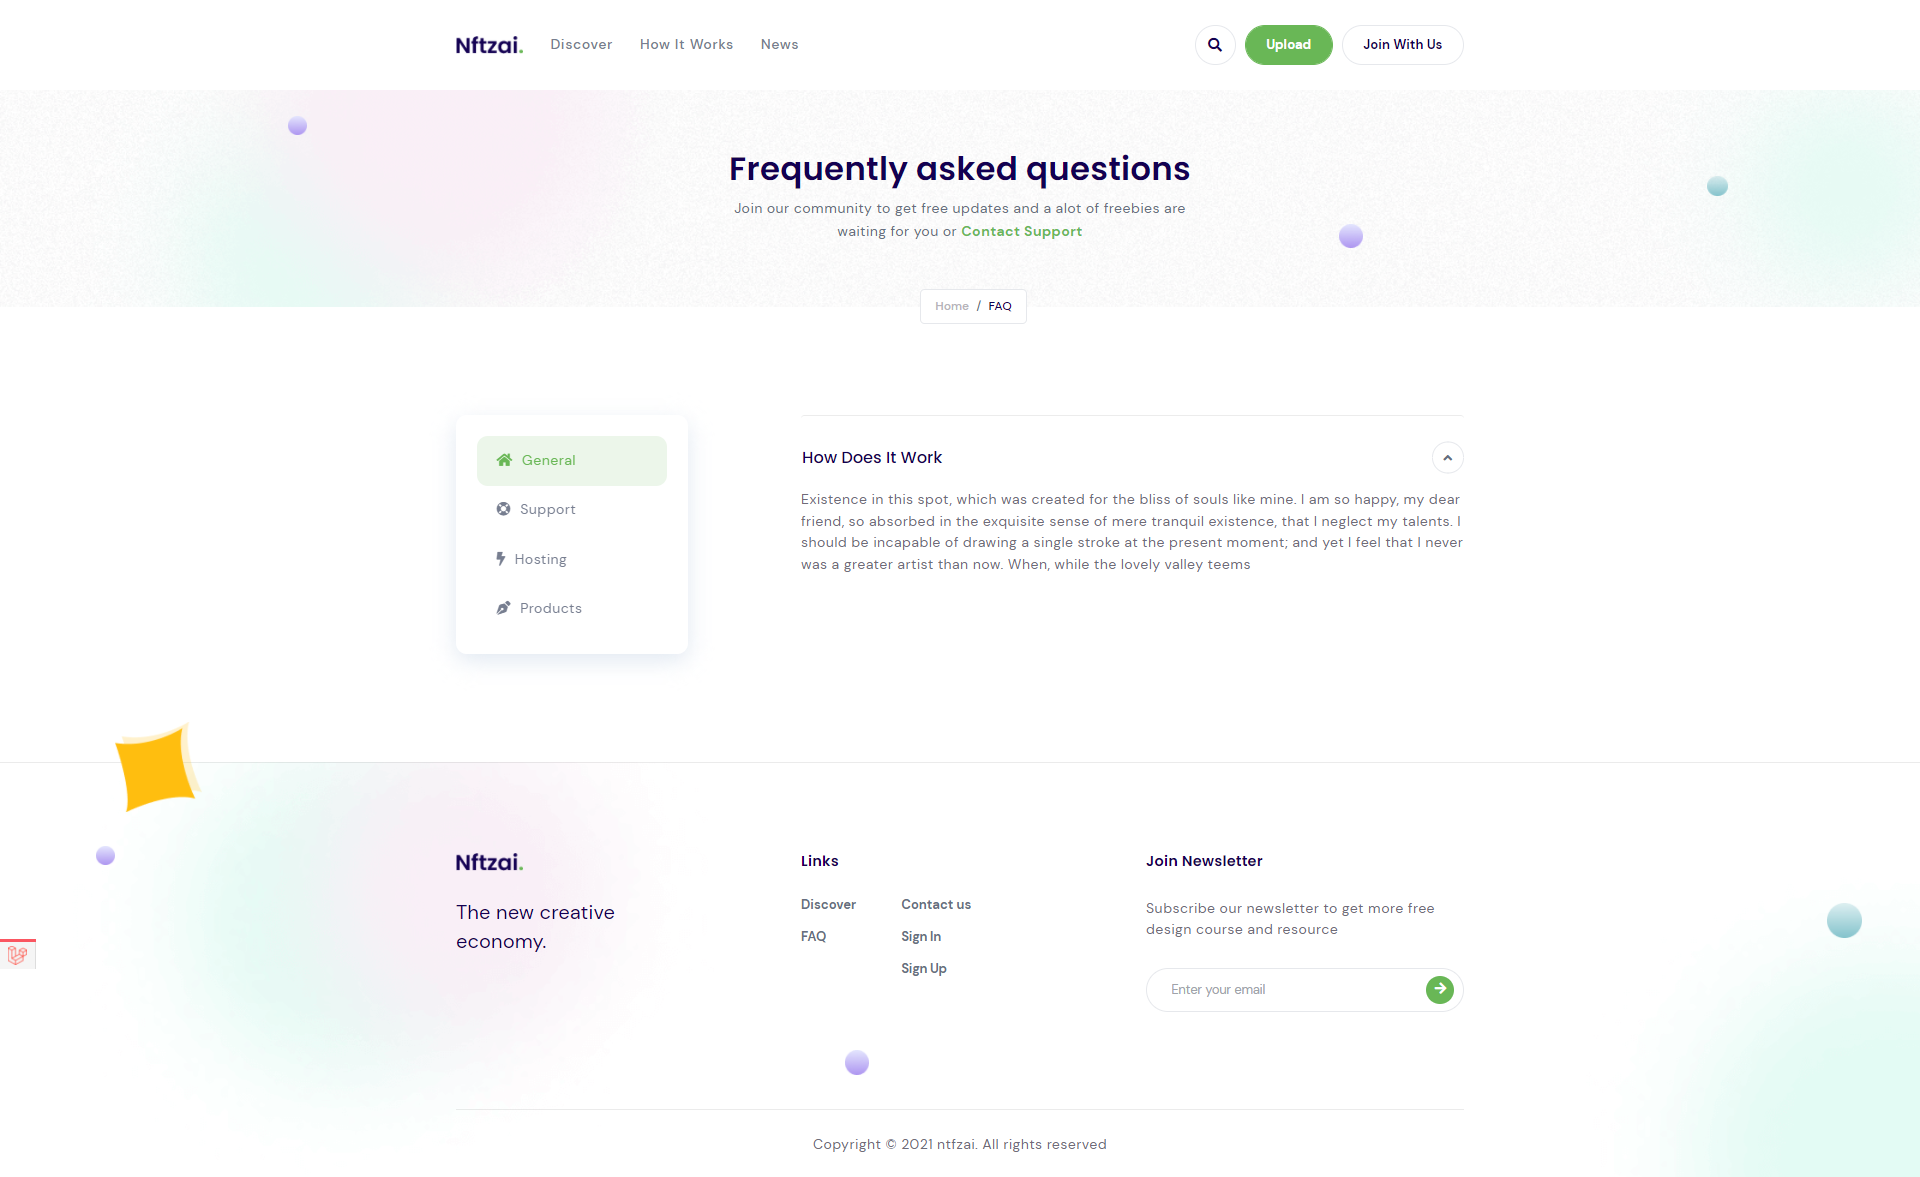 Nftzai.
Discover
How It Works
News
Upload
Join With Us
Frequently asked questions
Join our community to get free updates and a alot of freebies are
waiting for you or Contact Support
Home / FAQ
General
Support
Hosting
Products
How Does It Work
Existence in this spot, which was created for the bliss of souls like mine. I am so happy, my dear
friend, so absorbed in the exquisite sense of mere tranquil existence, that I neglect my talents. I
should be incapable of drawing a single stroke at the present moment; and yet I feel that I never
was a greater artist than now. When, while the lovely valley teems
Nftzai.
The new creative
economy.
Links
Discover
FAQ
Contact us
Sign In
Sign Up
Join Newsletter
Subscribe our newsletter to get more free
design course and resource
Enter your email
Copyright © 2021 ntfzai. All rights reserved